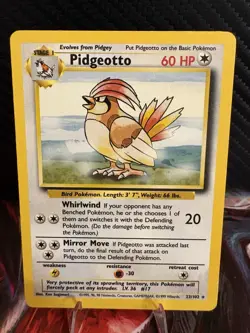 STAGE 1
Evolves from Pidgey
Put Pidgeotto on the Basic Pokémon
Pidgeotto
60 HP
Bird Pokémon. Length: 3' 7", Weight: 66 lbs.
Whirlwind If your opponent has any
Benched Pokémon, he or she chooses 1 of
them and switches it with the Defending
Pokémon. (Do the damage before
switching the Pokémon.)
20
Mirror Move If Pidgeotto was attacked
last turn, do the final result of that
attack on Pidgeotto to the Defending
Pokémon.
weakness
resistance
-30
retreat cost
Very protective of its sprawling territory, this Pokémon will
fiercely peck at any intruder. LV. 36 #17
22/102